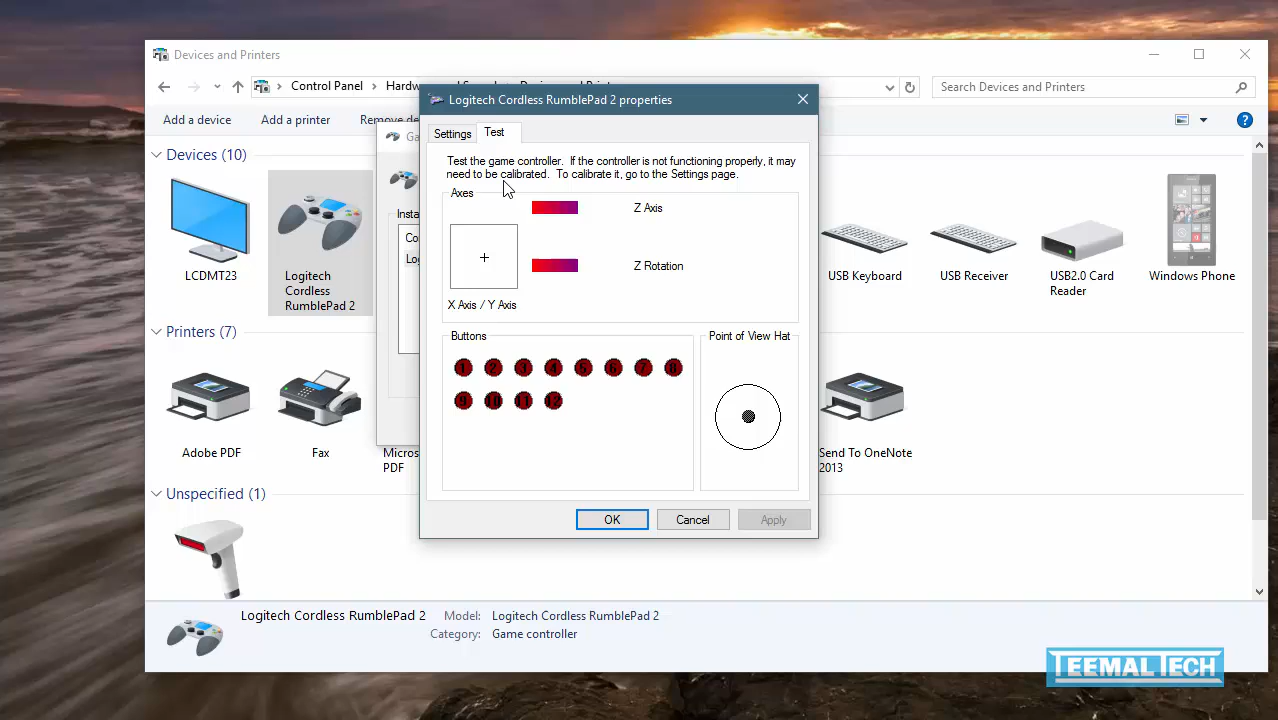 Devices and Printers
Control Panel
Search Devices and Printers
Add a device
Add a printer
Logitech Cordless RumblePad 2 properties
Settings
Test
Devices (10)
Test the game controller. If the controller is not functioning properly, it may
need to be calibrated. To calibrate it, go to the Settings page.
Axes
Z Axis
Z Rotation
X Axis / Y Axis
LCDMT23
Logitech
Cordless
RumblePad 2
USB Keyboard
USB Receiver
USB2.0 Card
Reader
Windows Phone
Printers (7)
Buttons
Point of View Hat
1 2 3 4 5 6 7 8
9 10 11 12
Adobe PDF
Fax
PDF
Send To OneNote
2013
Unspecified (1)
OK
Cancel
Apply
Logitech Cordless RumblePad 2
Model: Logitech Cordless RumblePad 2
Category: Game controller
TEEMALTECH